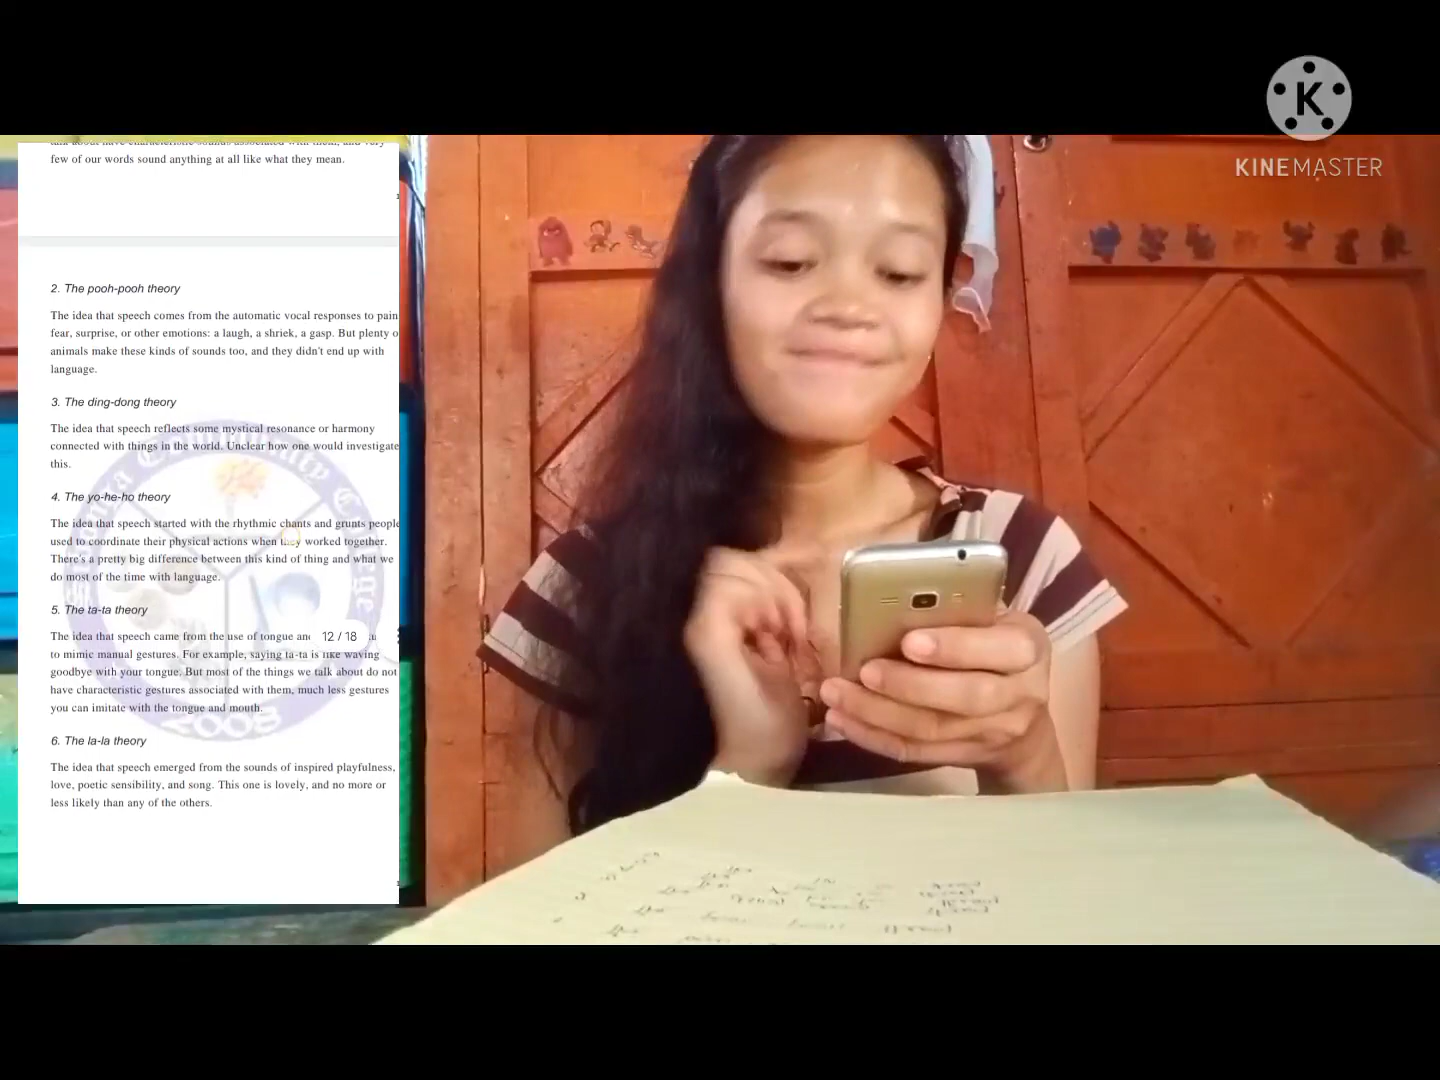 few of our words sound anything at all like what they mean.
2. The pooh-pooh theory
The idea that speech comes from the automatic vocal responses to pain
fear, surprise, or other emotions: a laugh, a shriek, a gasp. But plenty o
animals make these kinds of sounds too, and they didn't end up with
language.
3. The ding-dong theory
The idea that speech reflects some mystical resonance or harmony
connected with things in the world. Unclear how one would investigate
this.
4. The yo-he-ho theory
The idea that speech started with the rhythmic chants and grunts people
used to coordinate their physical actions when they worked together.
There's a pretty big difference between this kind of thing and what we
do most of the time with language.
5. The ta-ta theory
The idea that speech came from the use of tongue and
12 / 18
to mimic manual gestures. For example, saying ta-ta is like waving
goodbye with your tongue. But most of the things we talk about do not
have characteristic gestures associated with them, much less gestures
you can imitate with the tongue and mouth.
6. The la-la theory
The idea that speech emerged from the sounds of inspired playfulness,
love, poetic sensibility, and song. This one is lovely, and no more or
less likely than any of the others.
Community College
2008
K
KINEMASTER